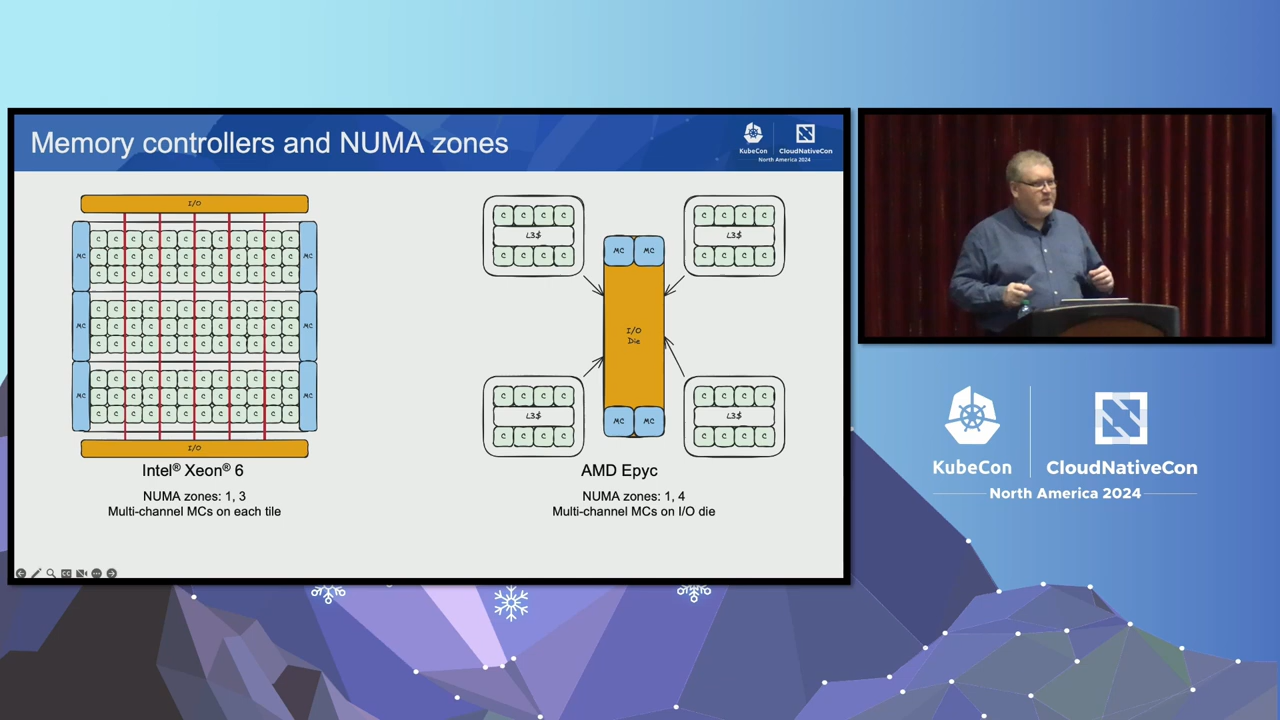 Memory controllers and NUMA zones
KubeCon
CloudNativeCon
North America 2024
I/O
C C C C C C C C C C C C
MC C C C C C C C C C C C C MC
C C C C C C C C C C C C
C C C C C C C C C C C C
MC C C C C C C C C C C C C MC
C C C C C C C C C C C C
C C C C C C C C C C C C
MC C C C C C C C C C C C C MC
C C C C C C C C C C C C
I/O
Intel® Xeon® 6
NUMA zones: 1, 3
Multi-channel MCs on each tile
C C C C
L3$
C C C C
C C C C
L3$
C C C C
MC MC
I/O
Die
MC MC
C C C C
L3$
C C C C
C C C C
L3$
C C C C
AMD Epyc
NUMA zones: 1, 4
Multi-channel MCs on I/O die
KubeCon
CloudNativeCon
North America 2024